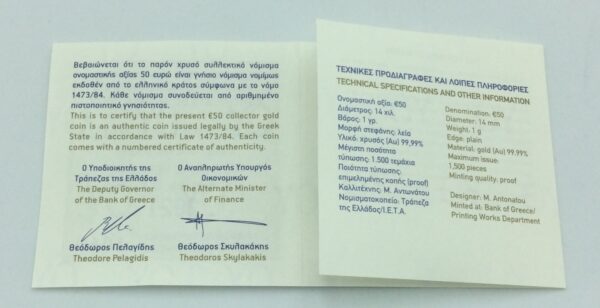 Βεβαιώνεται ότι το παρόν χρυσό συλλεκτικό νόμισμα
ονομαστικής αξίας 50 ευρώ είναι γνήσιο νόμισμα νομίμως
εκδοθέν από το ελληνικό κράτος σύμφωνα με το νόμο
1473/84. Κάθε νόμισμα συνοδεύεται από αριθμημένο
πιστοποιητικό γνησιότητας.
This is to certify that the present €50 collector gold
coin is an authentic coin issued legally by the Greek
State in accordance with Law 1473/84. Each coin
comes with a numbered certificate of authenticity.
Ο Υποδιοικητής της
Τράπεζας της Ελλάδος
The Deputy Governor
of the Bank of Greece
Θεόδωρος Πελαγίδης
Theodore Pelagidis
Ο Αναπληρωτής Υπουργός
Οικονομικών
The Alternate Minister
of Finance
Θεόδωρος Σκυλακάκης
Theodoros Skylakakis
ΤΕΧΝΙΚΕΣ ΠΡΟΔΙΑΓΡΑΦΕΣ ΚΑΙ ΛΟΙΠΕΣ ΠΛΗΡΟΦΟΡΙΕΣ
TECHNICAL SPECIFICATIONS AND OTHER INFORMATION
Ονομαστική αξία: €50
Διάμετρος: 14 χιλ.
Βάρος: 1 γρ.
Μορφή στεφάνης: λεία
Υλικό: χρυσός (Au) 99,99%
Μέγιστη ποσότητα
τύπωσης: 1.500 τεμάχια
Ποιότητα τύπωσης:
επιμελημένης κοπής (proof)
Καλλιτέχνης: Μ. Αντωνάτου
Νομισματοκοπείο: Τράπεζα
της Ελλάδος/Ι.Ε.Τ.Α.
Denomination: €50
Diameter: 14 mm
Weight: 1 g
Edge: plain
Material: gold (Au) 99.99%
Maximum issue:
1,500 pieces
Minting quality: proof
Designer: M. Antonatou
Minted at: Bank of Greece/
Printing Works Department